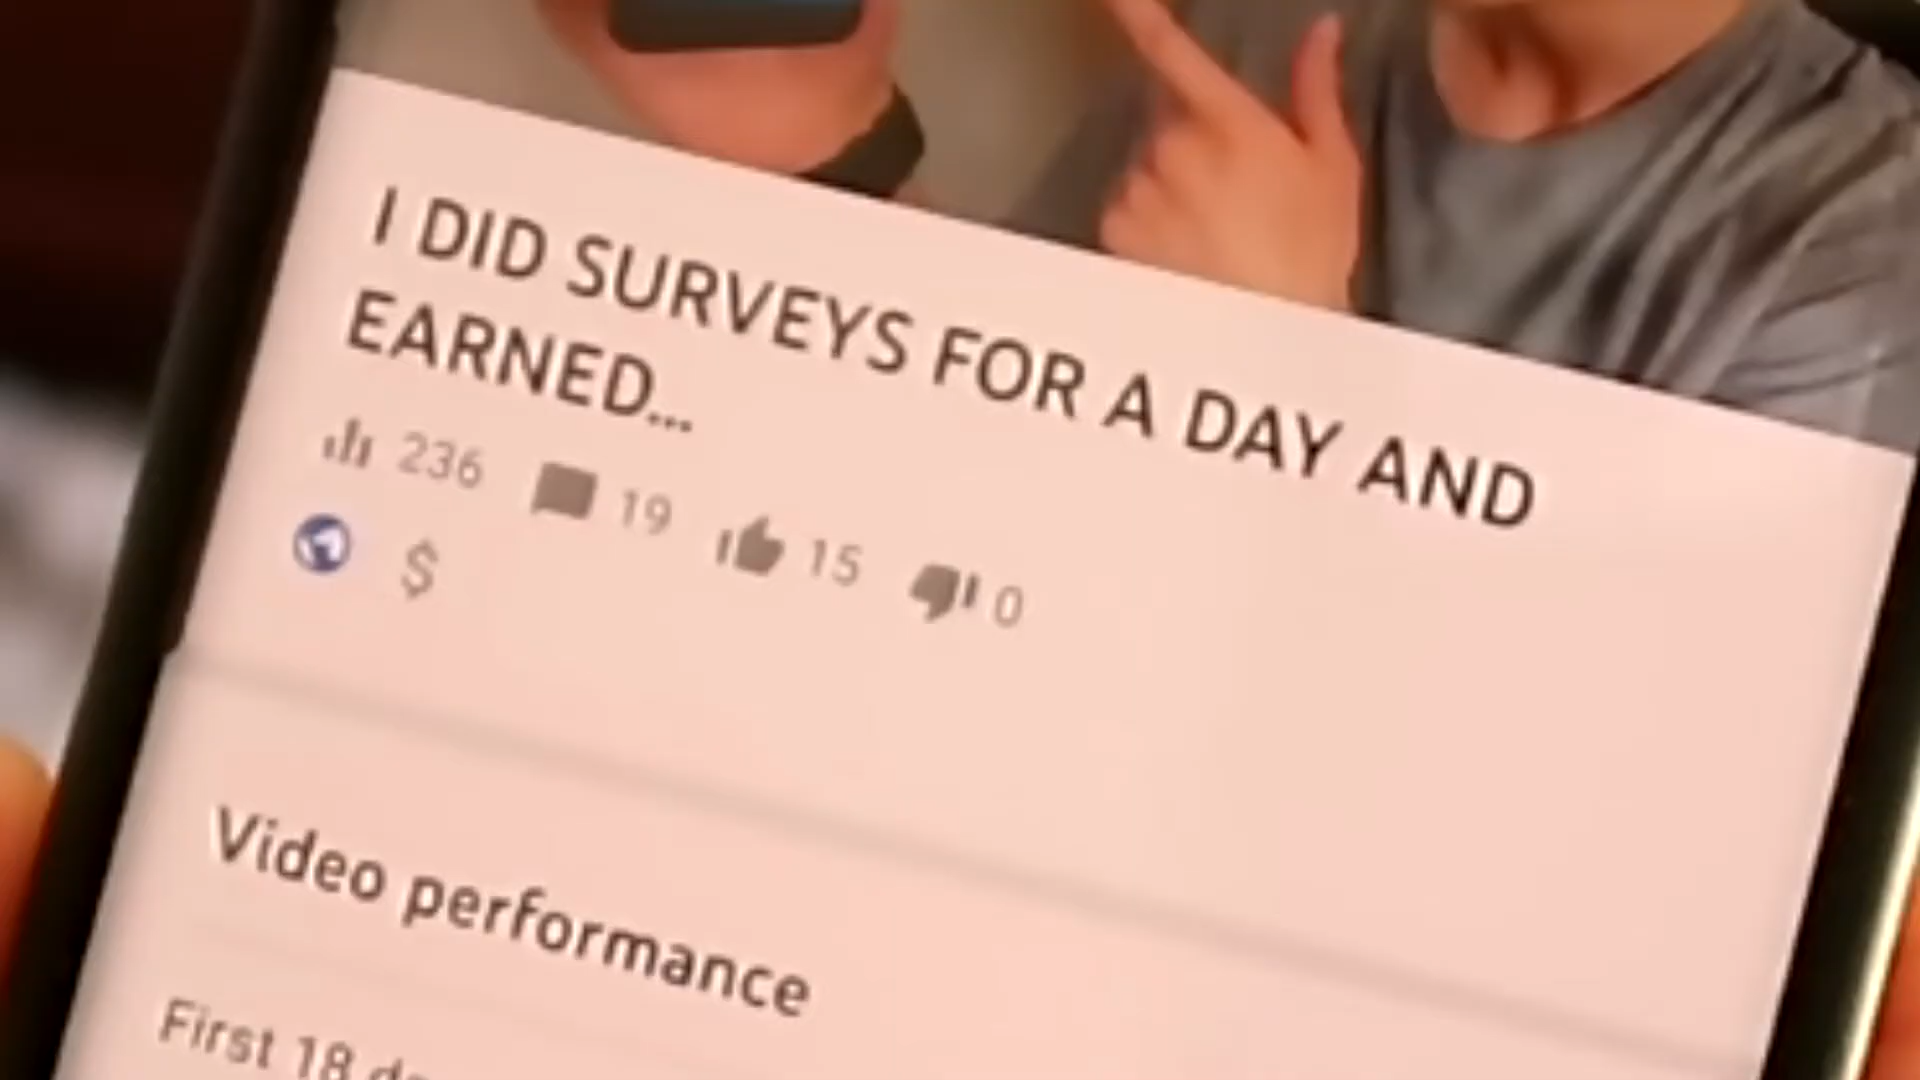 I DID SURVEYS FOR A DAY AND
EARNED...
236 19 15 0
$
Video performance
First 18